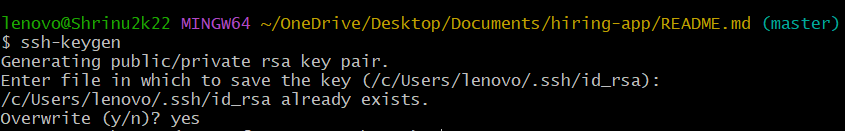 lenovo@Shrinu2k22 MINGW64 ~/OneDrive/Desktop/Documents/hiring-app/README.md (master)
$ ssh-keygen
Generating public/private rsa key pair.
Enter file in which to save the key (/c/Users/lenovo/.ssh/id_rsa):
/c/Users/lenovo/.ssh/id_rsa already exists.
Overwrite (y/n)? yes